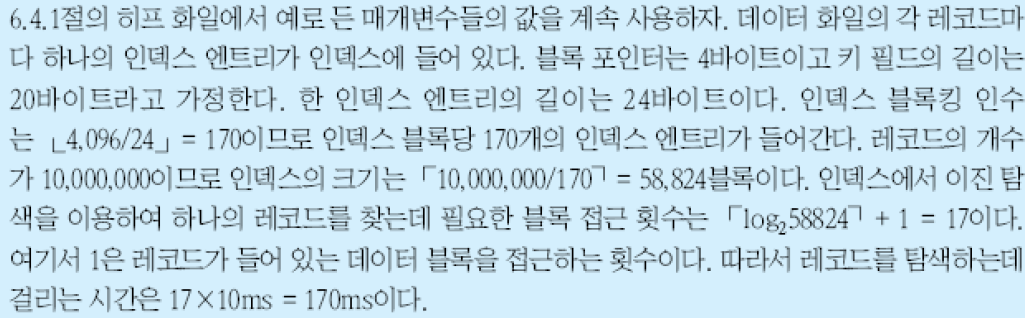 6.4.1절의 히프 화일에서 예로 든 매개변수들의 값을 계속 사용하자. 데이터 화일의 각 레코드마
다 하나의 인덱스 엔트리가 인덱스에 들어 있다. 블록 포인터는 4바이트이고 키 필드의 길이는
20바이트라고 가정한다. 한 인덱스 엔트리의 길이는 24바이트이다. 인덱스 블록킹 인수
는 ⌊4,096/24⌋ = 170이므로 인덱스 블록당 170개의 인덱스 엔트리가 들어간다. 레코드의 개수
가 10,000,000이므로 인덱스의 크기는 ⌈10,000,000/170⌉ = 58,824블록이다. 인덱스에서 이진 탐
색을 이용하여 하나의 레코드를 찾는데 필요한 블록 접근 횟수는 ⌈log₂58824⌉ + 1 = 17이다.
여기서 1은 레코드가 들어 있는 데이터 블록을 접근하는 횟수이다. 따라서 레코드를 탐색하는데
걸리는 시간은 17×10ms = 170ms이다.